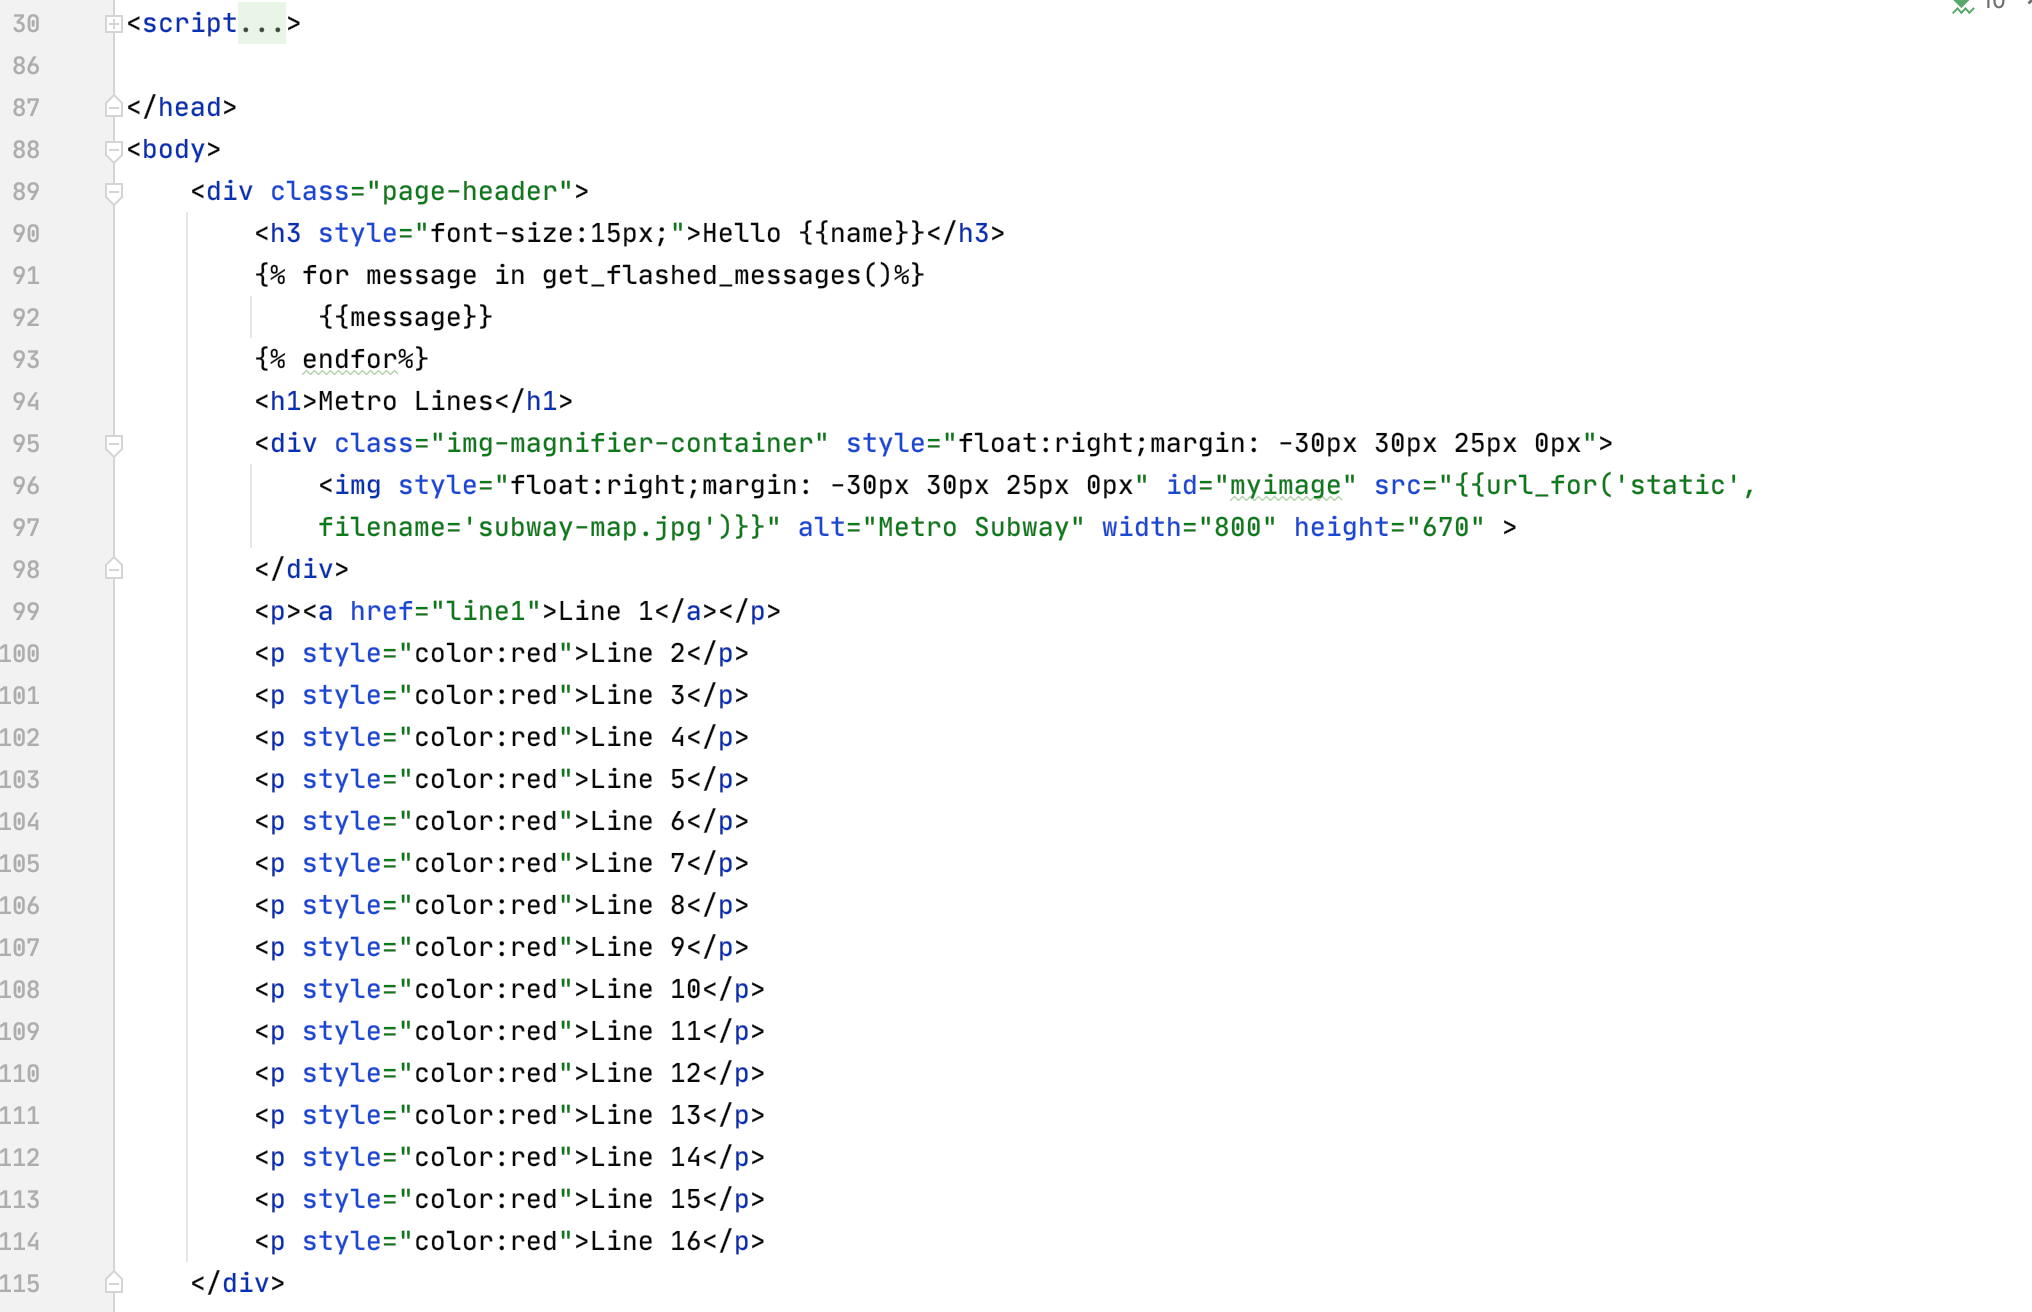 30 <script...>
86
87 </head>
88 <body>
89 <div class="page-header">
90 <h3 style="font-size:15px;">Hello {{name}}</h3>
91 {% for message in get_flashed_messages()%}
92 {{message}}
93 {% endfor%}
94 <h1>Metro Lines</h1>
95 <div class="img-magnifier-container" style="float:right;margin: -30px 30px 25px 0px">
96 <img style="float:right;margin: -30px 30px 25px 0px" id="myimage" src="{{url_for('static',
97 filename='subway-map.jpg')}}" alt="Metro Subway" width="800" height="670" >
98 </div>
99 <p><a href="line1">Line 1</a></p>
100 <p style="color:red">Line 2</p>
101 <p style="color:red">Line 3</p>
102 <p style="color:red">Line 4</p>
103 <p style="color:red">Line 5</p>
104 <p style="color:red">Line 6</p>
105 <p style="color:red">Line 7</p>
106 <p style="color:red">Line 8</p>
107 <p style="color:red">Line 9</p>
108 <p style="color:red">Line 10</p>
109 <p style="color:red">Line 11</p>
110 <p style="color:red">Line 12</p>
111 <p style="color:red">Line 13</p>
112 <p style="color:red">Line 14</p>
113 <p style="color:red">Line 15</p>
114 <p style="color:red">Line 16</p>
115 </div>